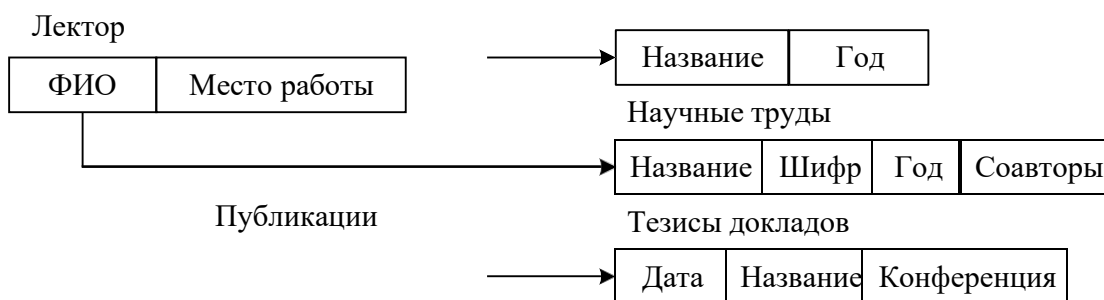 Лектор
ФИО Место работы
Название Год
Научные труды
Название Шифр Год Соавторы
Публикации
Тезисы докладов
Дата Название Конференция